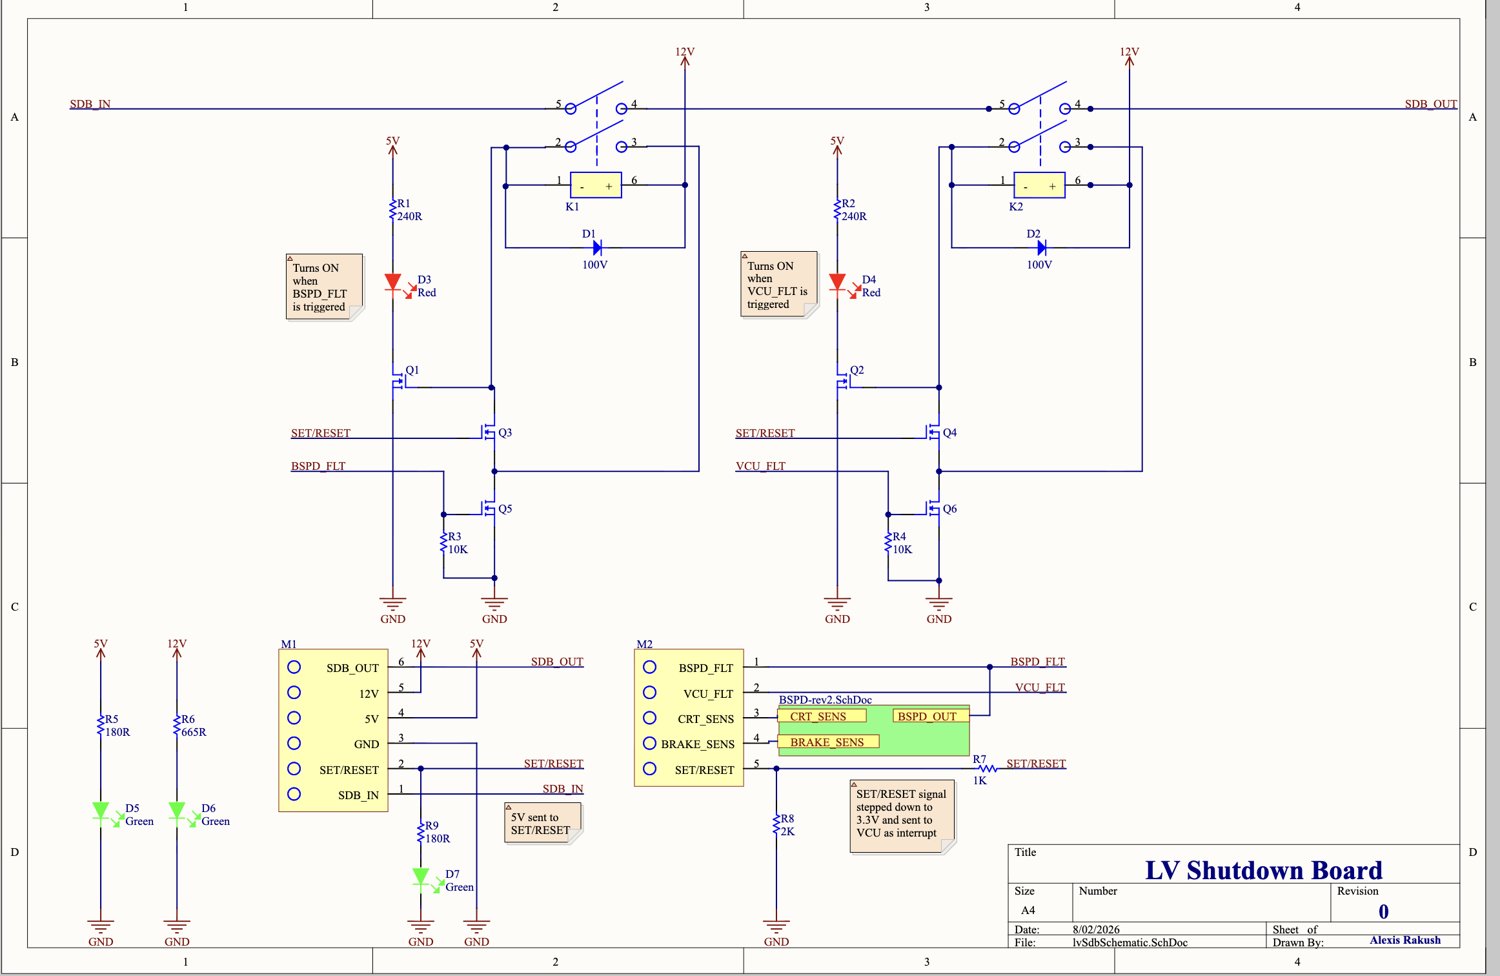 1 2 3 4
12V 12V
SDB_IN 5 4 5 4 SDB_OUT
A A
5V 2 3 5V 2 3
1 - + 6 1 - + 6
K1 K2
R1 R2
240R 240R
D1 D2
100V 100V
Turns ON
when
BSPD_FLT
is triggered
D3
Red
Turns ON
when
VCU_FLT is
triggered
D4
Red
B B
Q1 Q2
SET/RESET Q3 SET/RESET Q4
BSPD_FLT VCU_FLT
Q5 Q6
R3 R4
10K 10K
C C
GND GND GND GND
5V 12V M1 12V 5V M2
SDB_OUT 6 SDB_OUT
12V 5
5V 4
GND 3
SET/RESET 2 SET/RESET
SDB_IN 1 SDB_IN
BSPD_FLT 1 BSPD_FLT
VCU_FLT 2 VCU_FLT
BSPD-rev2.SchDoc
CRT_SENS 3 CRT_SENS BSPD_OUT
BRAKE_SENS 4 BRAKE_SENS
SET/RESET 5 R7 SET/RESET
1K
R5 R6
180R 665R
D5 D6
Green Green
5V sent to
SET/RESET
R9
180R
D7
Green
R8
2K
SET/RESET signal
stepped down to
3.3V and sent to
VCU as interrupt
D D
GND GND GND GND GND
Title
LV Shutdown Board
Size Number Revision
A4 0
Date: 8/02/2026 Sheet of
File: lvSdbSchematic.SchDoc Drawn By: Alexis Rakush
1 2 3 4